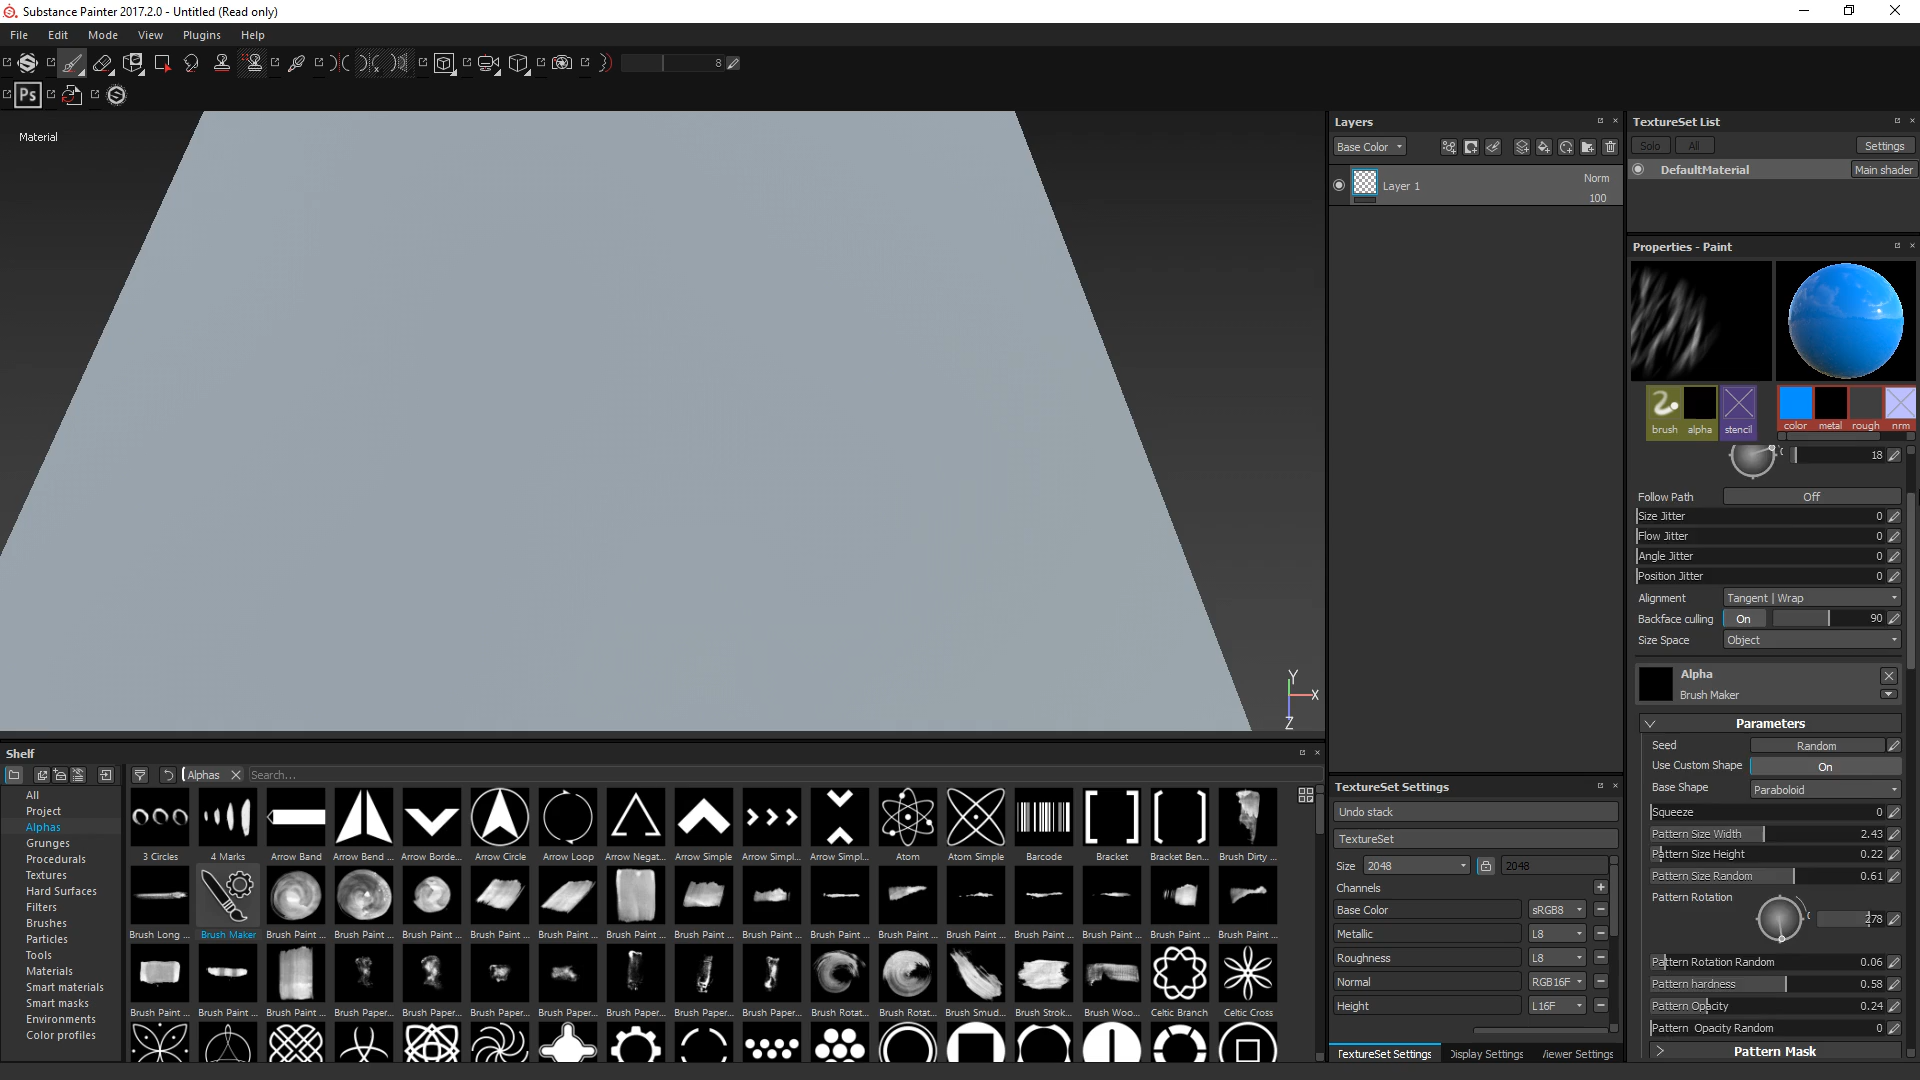 Substance Painter 2017.2.0 - Untitled (Read only)
File Edit Mode View Plugins Help
8
Ps
Material
Y
X
Z
Layers
Base Color
Layer 1
Norm
100
TextureSet List
Solo All Settings
DefaultMaterial Main shader
Properties - Paint
brush alpha stencil color metal rough nrm
18
Follow Path Off
Size Jitter 0
Flow Jitter 0
Angle Jitter 0
Position Jitter 0
Alignment Tangent | Wrap
Backface culling On 90
Size Space Object
Alpha
Brush Maker
Parameters
Seed Random
Use Custom Shape On
Base Shape Paraboloid
Squeeze 0
Pattern Size Width 2.43
Pattern Size Height 0.22
Pattern Size Random 0.61
Pattern Rotation
278
Pattern Rotation Random 0.06
Pattern hardness 0.58
Pattern Opacity 0.24
Pattern Opacity Random 0
Pattern Mask
Shelf
Alphas Search...
All
Project
Alphas
Grunges
Procedurals
Textures
Hard Surfaces
Filters
Brushes
Particles
Tools
Materials
Smart materials
Smart masks
Environments
Color profiles
3 Circles 4 Marks Arrow Band Arrow Bend ... Arrow Borde... Arrow Circle Arrow Loop Arrow Negat... Arrow Simple Arrow Simpl... Arrow Simpl... Atom Atom Simple Barcode Bracket Bracket Ben... Brush Dirty ...
Brush Long ... Brush Maker Brush Paint ... Brush Paint ... Brush Paint ... Brush Paint ... Brush Paint ... Brush Paint ... Brush Paint ... Brush Paint ... Brush Paint ... Brush Paint ... Brush Paint ... Brush Paint ... Brush Paint ... Brush Paint ... Brush Paint ...
Brush Paint ... Brush Paint ... Brush Paint ... Brush Paper... Brush Paper... Brush Paper... Brush Paper... Brush Paper... Brush Paper... Brush Paper... Brush Rotat... Brush Rotat... Brush Smud... Brush Strok... Brush Woo... Celtic Branch Celtic Cross
TextureSet Settings
Undo stack
TextureSet
Size 2048 2048
Channels
Base Color sRGB8
Metallic L8
Roughness L8
Normal RGB16F
Height L16F
TextureSet Settings Display Settings Viewer Settings